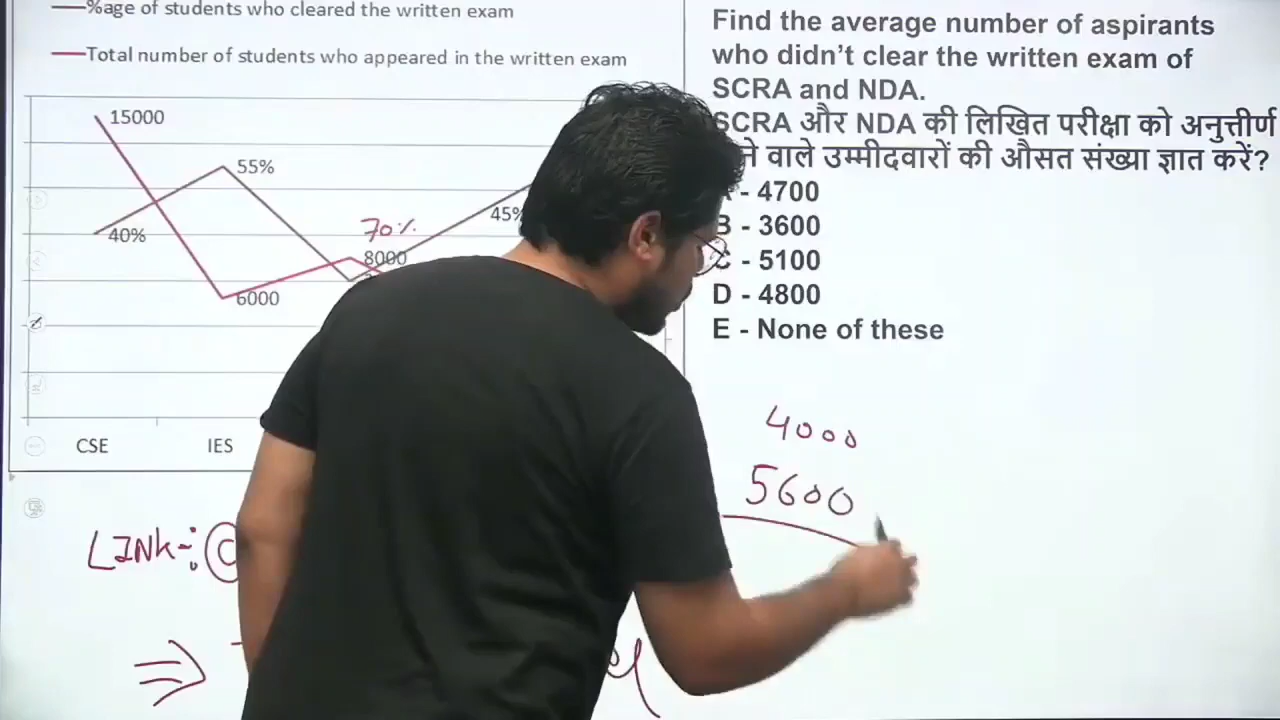 %age of students who cleared the written exam
Total number of students who appeared in the written exam
15000
55%
40%
70%
8000
45%
6000
CSE
IES
LINK-:
Find the average number of aspirants
who didn't clear the written exam of
SCRA and NDA.
SCRA और NDA की लिखित परीक्षा को अनुत्तीर्ण
वाले उम्मीदवारों की औसत संख्या ज्ञात करें?
- 4700
B - 3600
C - 5100
D - 4800
E - None of these
4000
5600